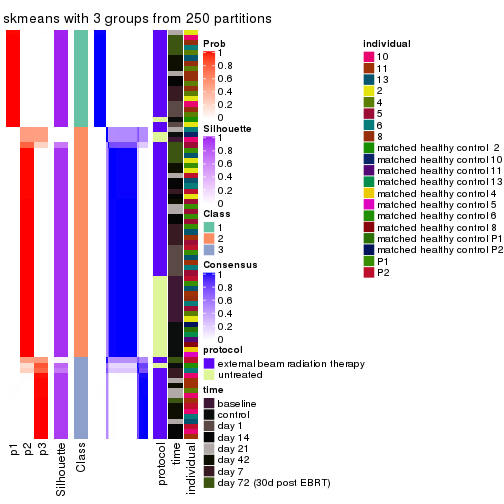 skmeans with 3 groups from 250 partitions
Prob
1
0.8
0.6
0.4
0.2
0
Silhouette
1
0.8
0.6
0.4
0.2
0
Class
1
2
3
Consensus
1
0.8
0.6
0.4
0.2
0
protocol
external beam radiation therapy
untreated
time
baseline
control
day 1
day 14
day 21
day 42
day 7
day 72 (30d post EBRT)
individual
10
11
13
2
4
5
6
8
matched healthy control  2
matched healthy control 10
matched healthy control 11
matched healthy control 13
matched healthy control 4
matched healthy control 5
matched healthy control 6
matched healthy control 8
matched healthy control P1
matched healthy control P2
P1
P2
p1
p2
p3
Silhouette
Class
protocol
time
individual